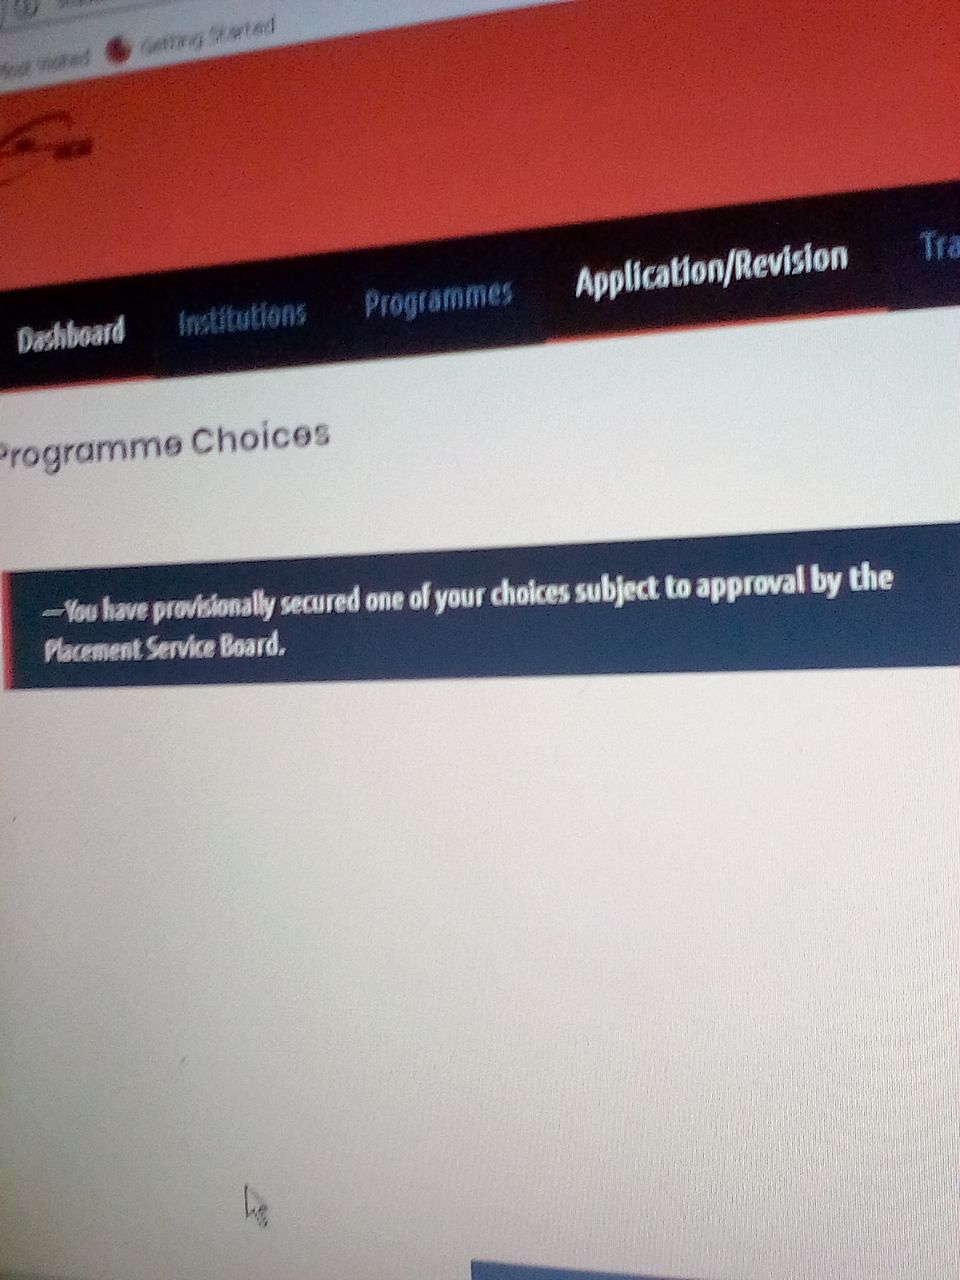 Most Visited Getting Started
Dashboard Institutions Programmes Application/Revision Tra
Programme Choices
—You have provisionally secured one of your choices subject to approval by the
Placement Service Board.